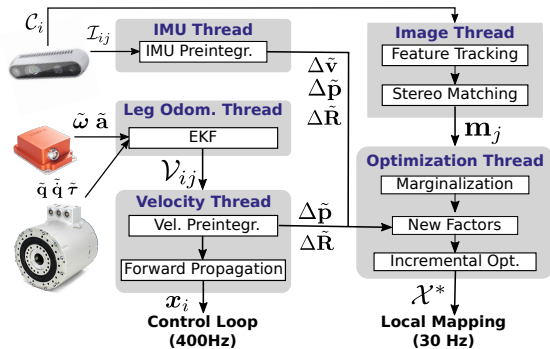 𝒞ᵢ
ℐᵢⱼ
IMU Thread
IMU Preintegr.
Δṽ
Δp̃
ΔR̃
Image Thread
Feature Tracking
Stereo Matching
𝐦ⱼ
ω̃ ã
Leg Odom. Thread
EKF
𝒱ᵢⱼ
q̃ q̃̇ τ̃
Velocity Thread
Vel. Preintegr.
Forward Propagation
Δp̃
ΔR̃
𝒙ᵢ
Control Loop
(400Hz)
Optimization Thread
Marginalization
New Factors
Incremental Opt.
𝒳*
Local Mapping
(30 Hz)